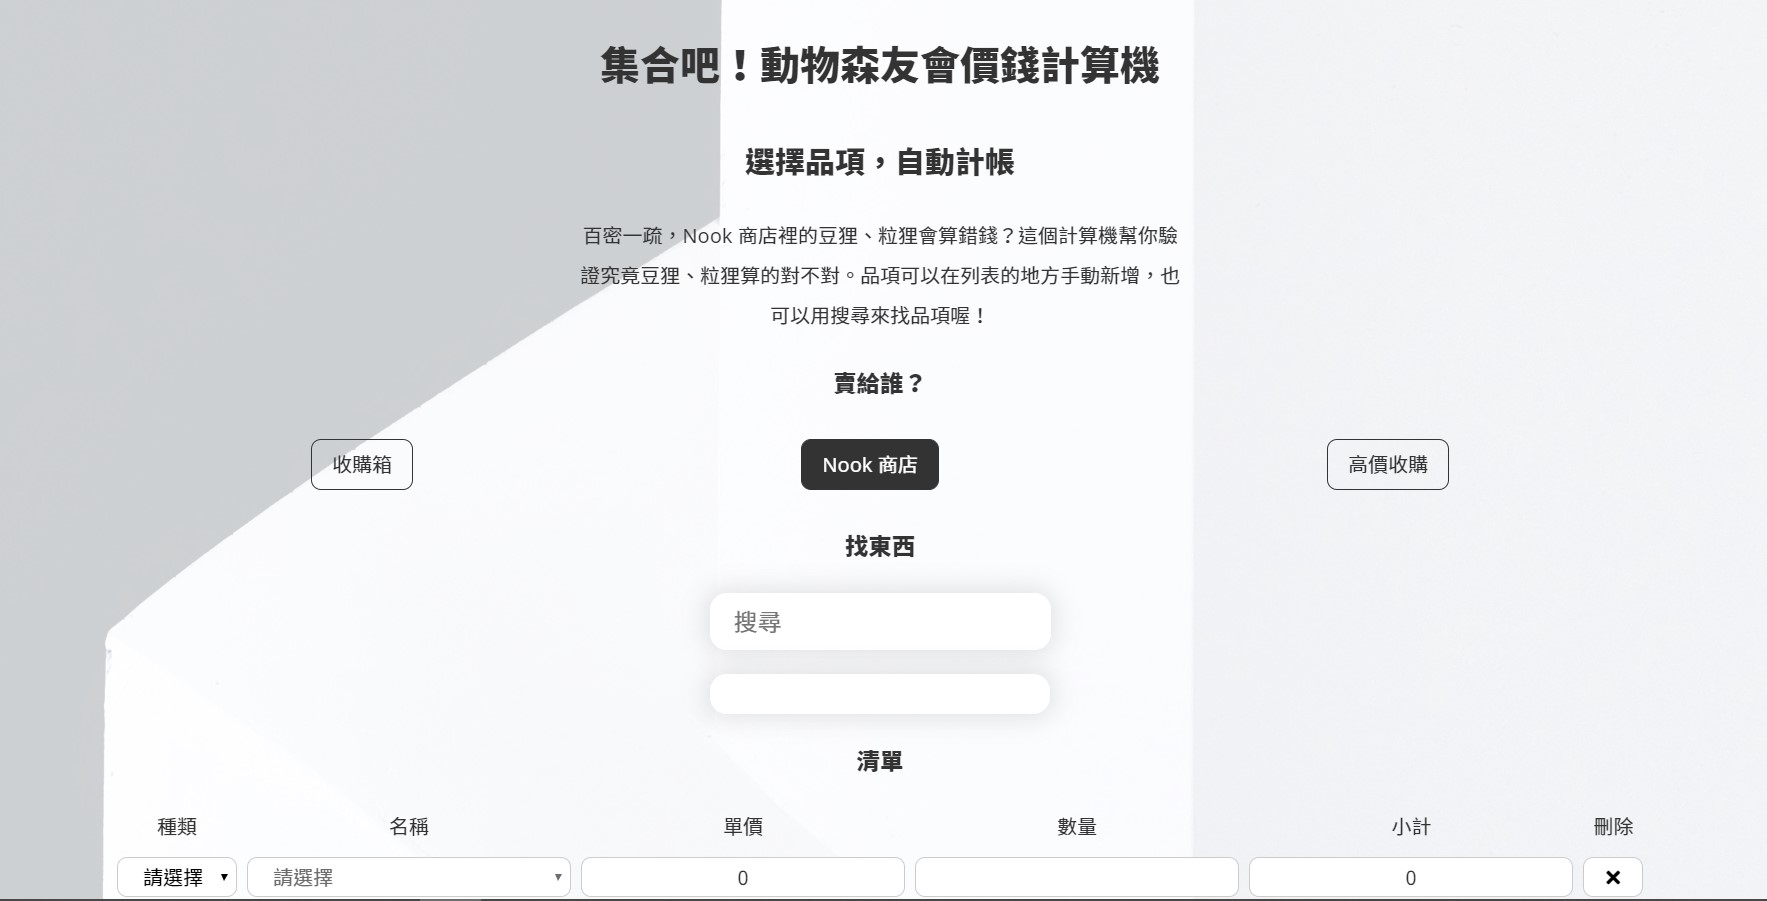 集合吧！動物森友會價錢計算機
選擇品項，自動計帳
百密一疏，Nook 商店裡的豆狸、粒狸會算錯錢？這個計算機幫你驗
證究竟豆狸、粒狸算的對不對。品項可以在列表的地方手動新增，也
可以用搜尋來找品項喔！
賣給誰？
收購箱 Nook 商店 高價收購
找東西
搜尋
清單
種類 名稱 單價 數量 小計 刪除
請選擇 請選擇 0 0